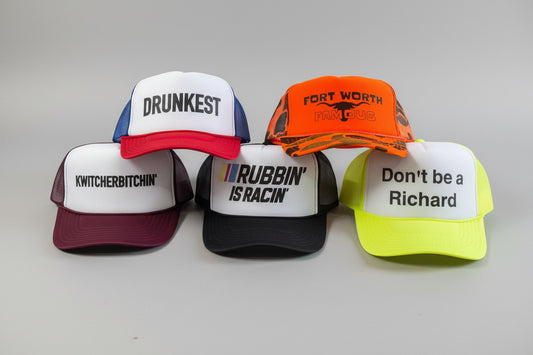 DRUNKEST
FORT WORTH
FAMOUS
KWITCHERBITCHIN'
RUBBIN'
IS RACIN'
Don't be a
Richard